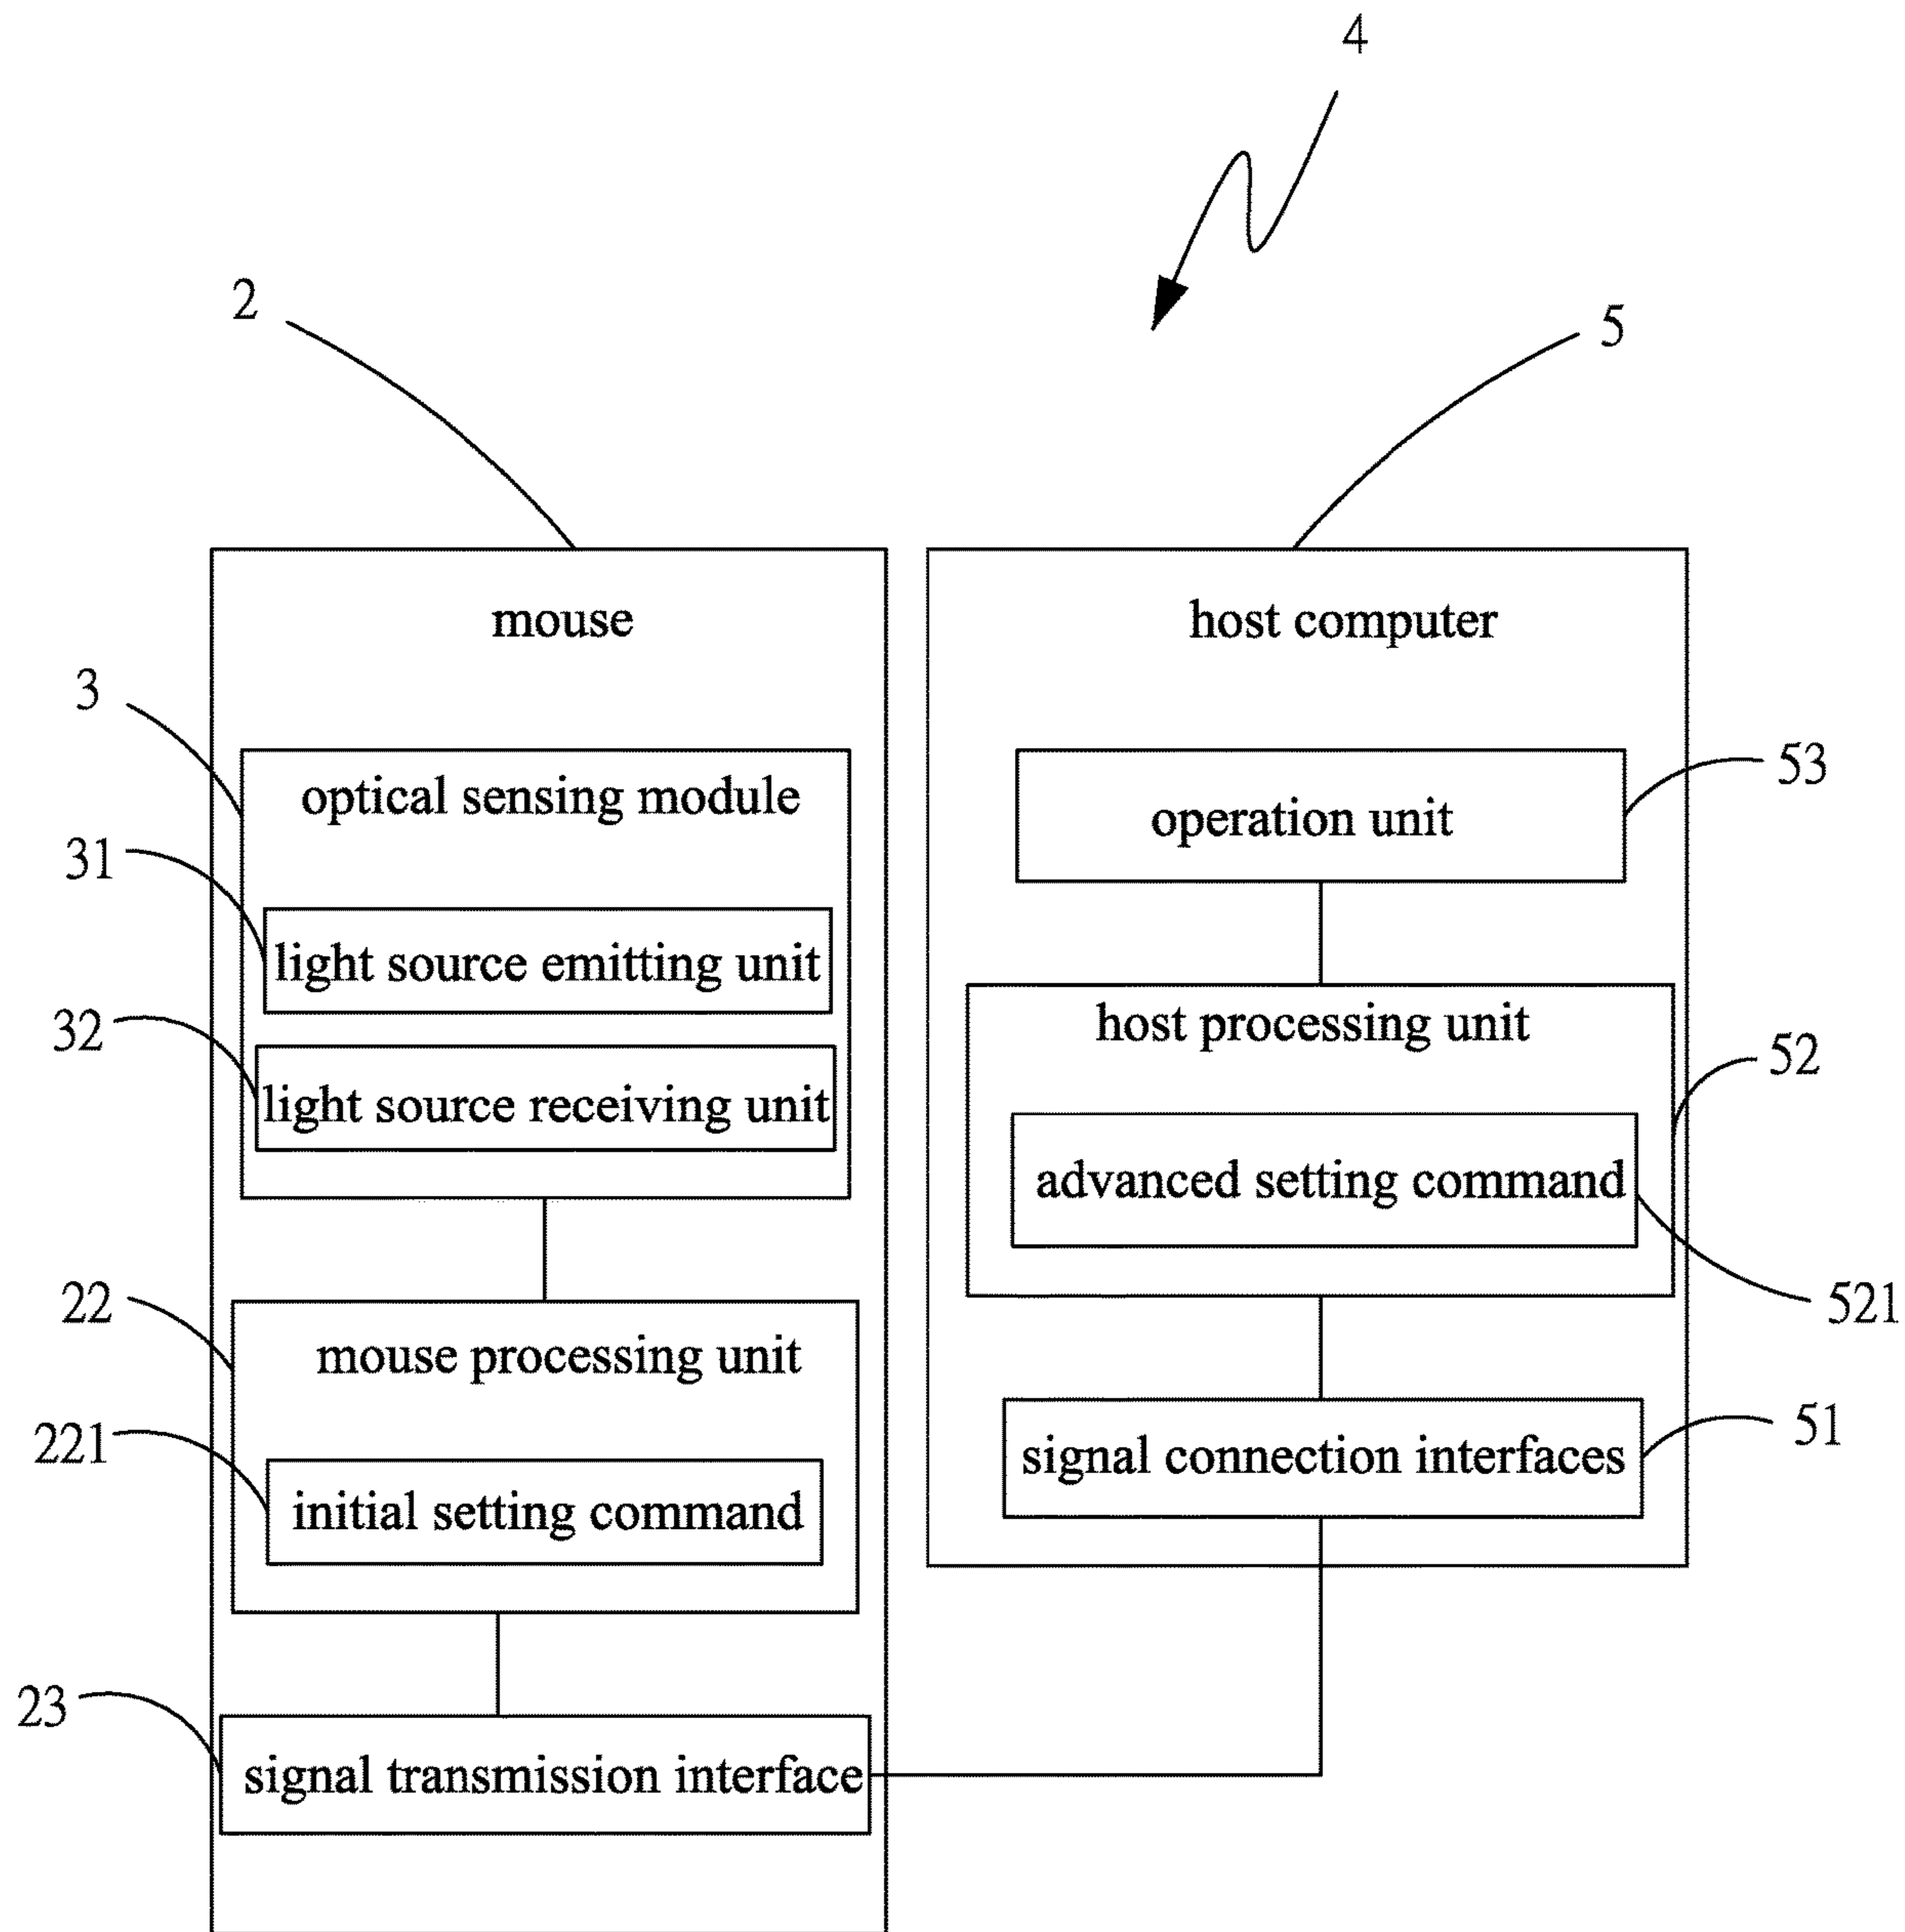 4
2
5
mouse
host computer
3
optical sensing module
53
operation unit
31
light source emitting unit
32
light source receiving unit
host processing unit
52
advanced setting command
521
22
mouse processing unit
221
initial setting command
51
signal connection interfaces
23
signal transmission interface